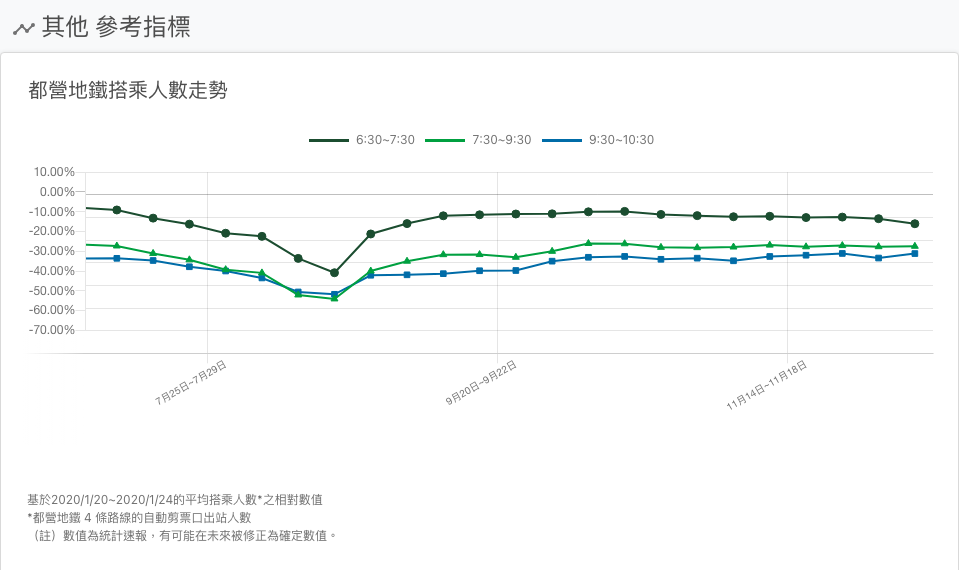 其他 參考指標
都營地鐵搭乘人數走勢
6:30~7:30 7:30~9:30 9:30~10:30
10.00%
0.00%
-10.00%
-20.00%
-30.00%
-40.00%
-50.00%
-60.00%
-70.00%
7月25日~7月29日 9月20日~9月22日 11月14日~11月18日
基於2020/1/20~2020/1/24的平均搭乘人數*之相對數值
*都營地鐵 4 條路線的自動剪票口出站人數
（註）數值為統計速報，有可能在未來被修正為確定數值。